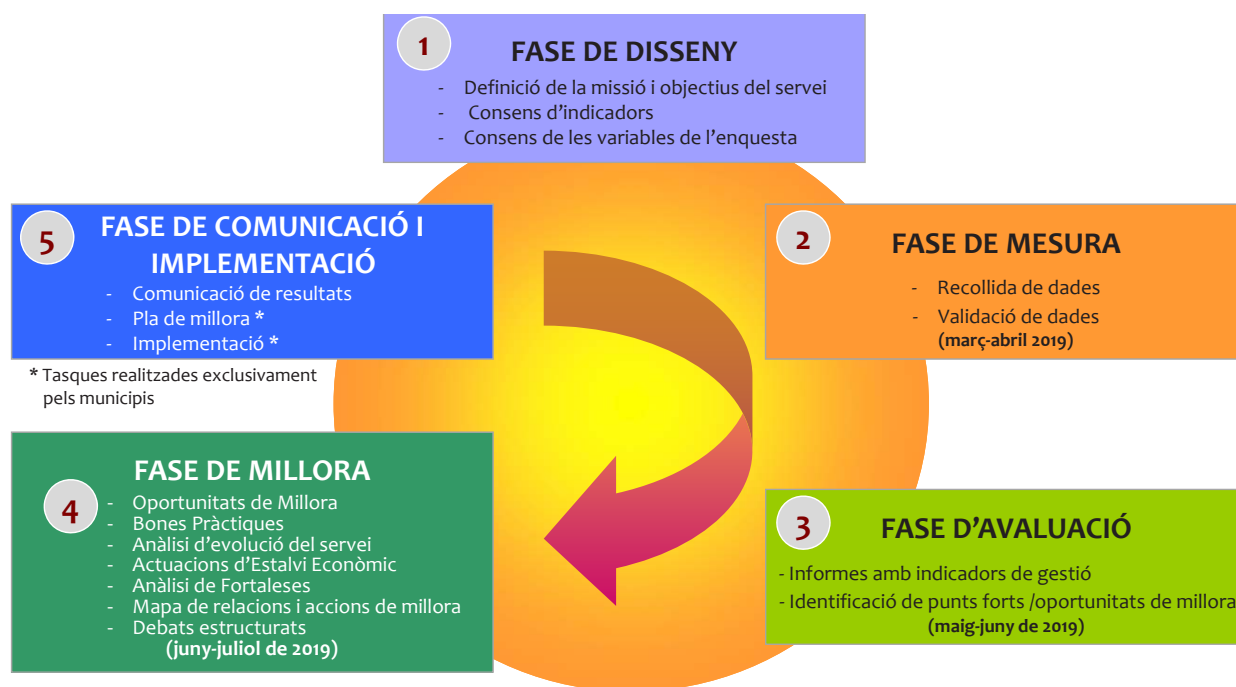 1
FASE DE DISSENY
- Definició de la missió i objectius del servei
- Consens d’indicadors
- Consens de les variables de l’enquesta
2
FASE DE MESURA
- Recollida de dades
- Validació de dades
(març-abril 2019)
3
FASE D’AVALUACIÓ
- Informes amb indicadors de gestió
- Identificació de punts forts /oportunitats de millora
(maig-juny de 2019)
4
FASE DE MILLORA
- Oportunitats de Millora
- Bones Pràctiques
- Anàlisi d’evolució del servei
- Actuacions d’Estalvi Econòmic
- Anàlisi de Fortaleses
- Mapa de relacions i accions de millora
- Debats estructurats
(juny-juliol de 2019)
5
FASE DE COMUNICACIÓ I
IMPLEMENTACIÓ
- Comunicació de resultats
- Pla de millora *
- Implementació *
* Tasques realitzades exclusivament
pels municipis